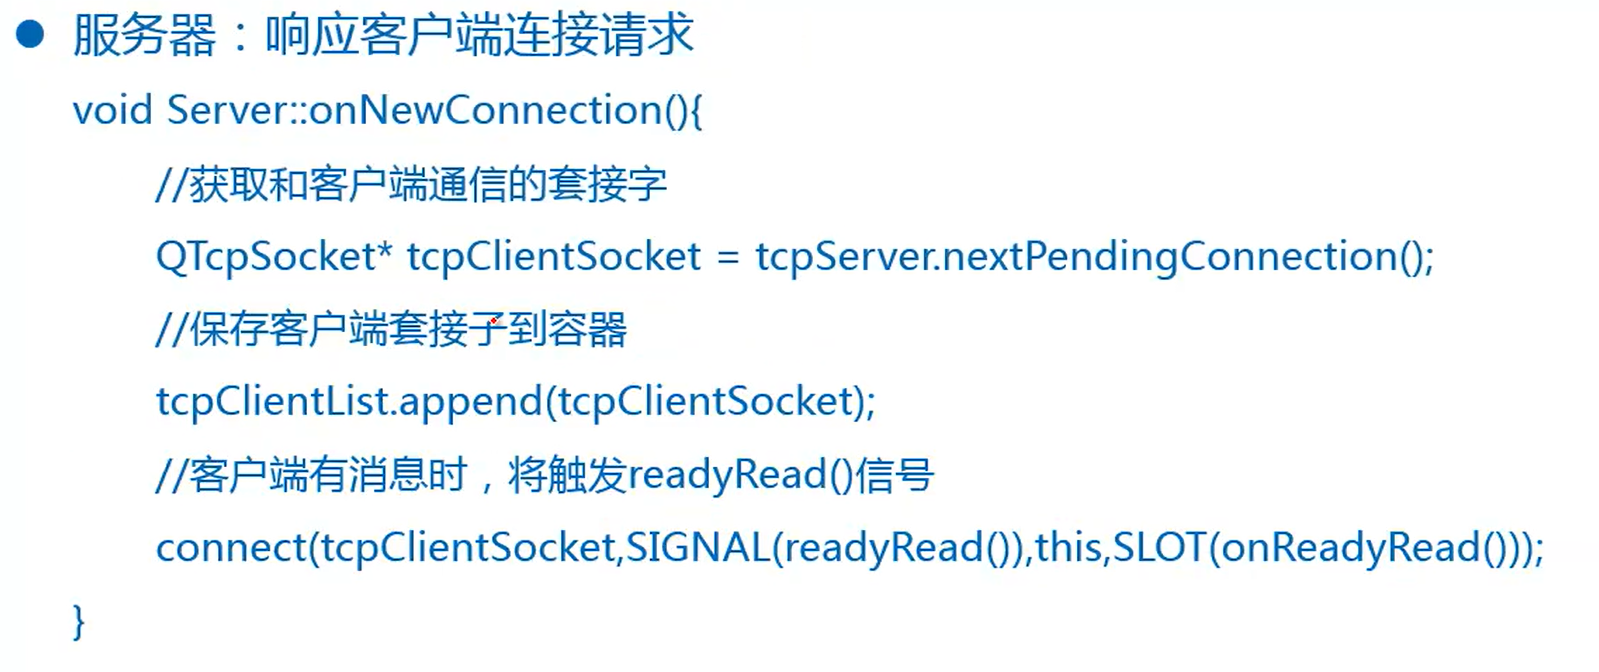 ● 服务器：响应客户端连接请求
void Server::onNewConnection(){
//获取和客户端通信的套接字
QTcpSocket* tcpClientSocket = tcpServer.nextPendingConnection();
//保存客户端套接子到容器
tcpClientList.append(tcpClientSocket);
//客户端有消息时，将触发readyRead()信号
connect(tcpClientSocket,SIGNAL(readyRead()),this,SLOT(onReadyRead()));
}